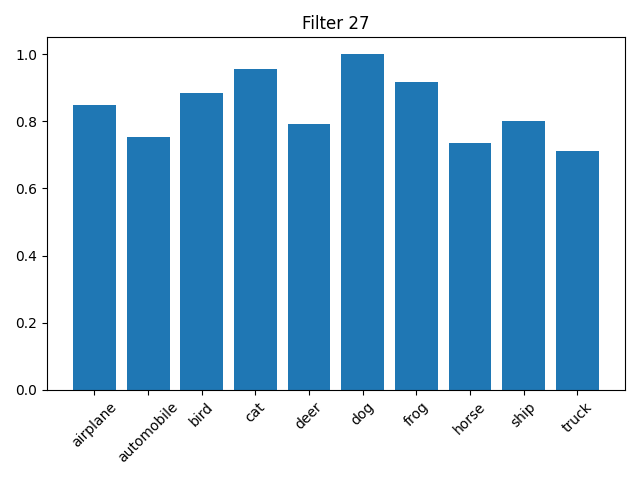 Filter 27
1.0
0.8
0.6
0.4
0.2
0.0
airplane
automobile
bird
cat
deer
dog
frog
horse
ship
truck